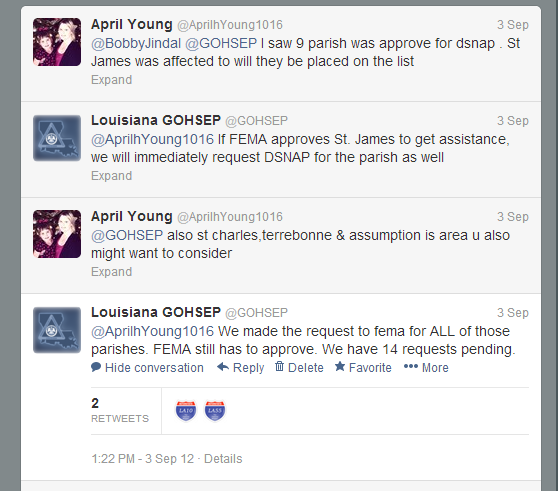 April Young @AprilhYoung1016 3 Sep
@BobbyJindal @GOHSEP I saw 9 parish was approve for dsnap . St
James was affected to will they be placed on the list
Expand
Louisiana GOHSEP @GOHSEP 3 Sep
@AprilhYoung1016 If FEMA approves St. James to get assistance,
we will immediately request DSNAP for the parish as well
Expand
April Young @AprilhYoung1016 3 Sep
@GOHSEP also st charles,terrebonne & assumption is area u also
might want to consider
Expand
Louisiana GOHSEP @GOHSEP 3 Sep
@AprilhYoung1016 We made the request to fema for ALL of those
parishes. FEMA still has to approve. We have 14 requests pending.
Hide conversation Reply Delete Favorite More
2
RETWEETS
LA10 LA55
1:22 PM - 3 Sep 12 · Details